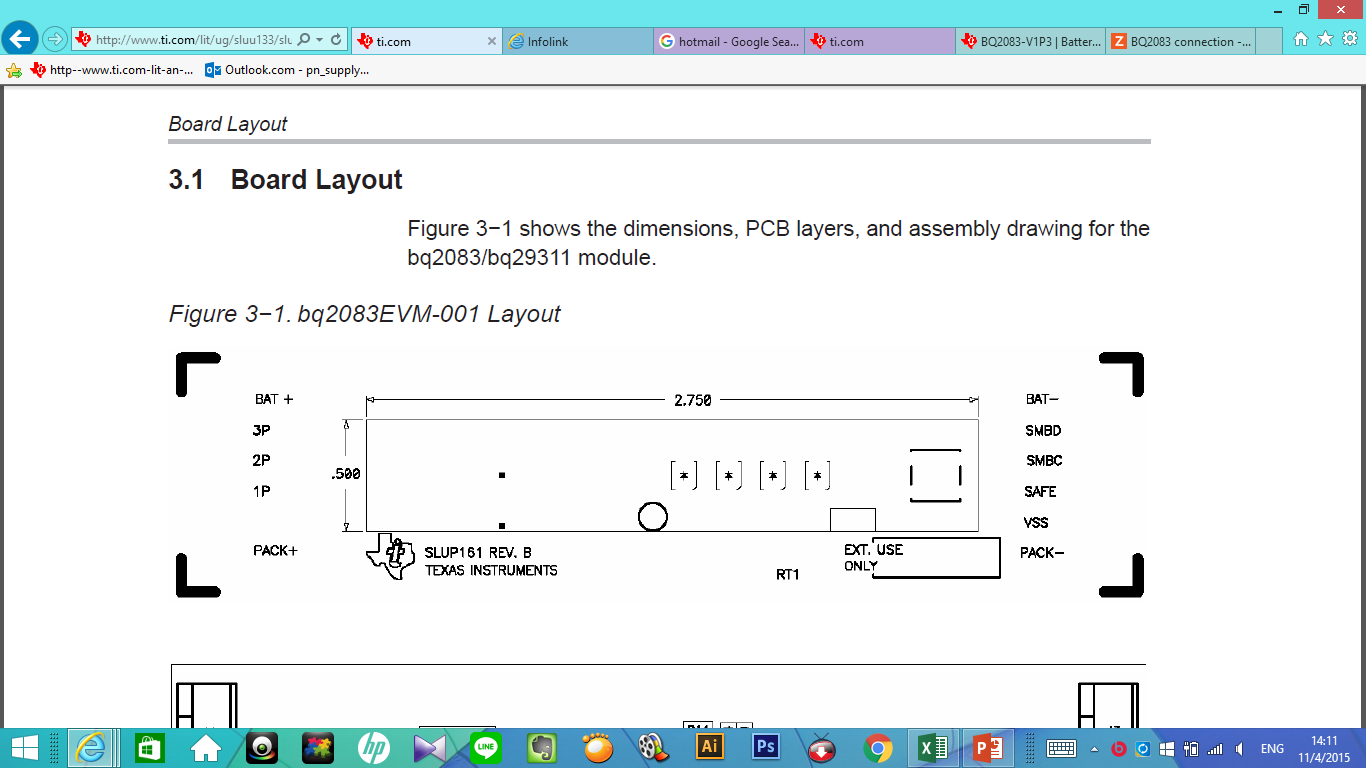 http://www.ti.com/lit/ug/sluu133/slu
ti.com
Infolink
hotmail - Google Sea...
ti.com
BQ2083-V1P3 | Batter...
BQ2083 connection -...
http--www.ti.com-lit-an-...
Outlook.com - pn_supply...
Board Layout
3.1 Board Layout
Figure 3−1 shows the dimensions, PCB layers, and assembly drawing for the
bq2083/bq29311 module.
Figure 3−1. bq2083EVM-001 Layout
BAT +
2.750
BAT−
3P
SMBD
2P
.500
SMBC
1P
SAFE
VSS
PACK+
SLUP161 REV. B
TEXAS INSTRUMENTS
RT1
EXT. USE
ONLY
PACK−
hp
LINE
Ai
Ps
ENG
14:11
11/4/2015